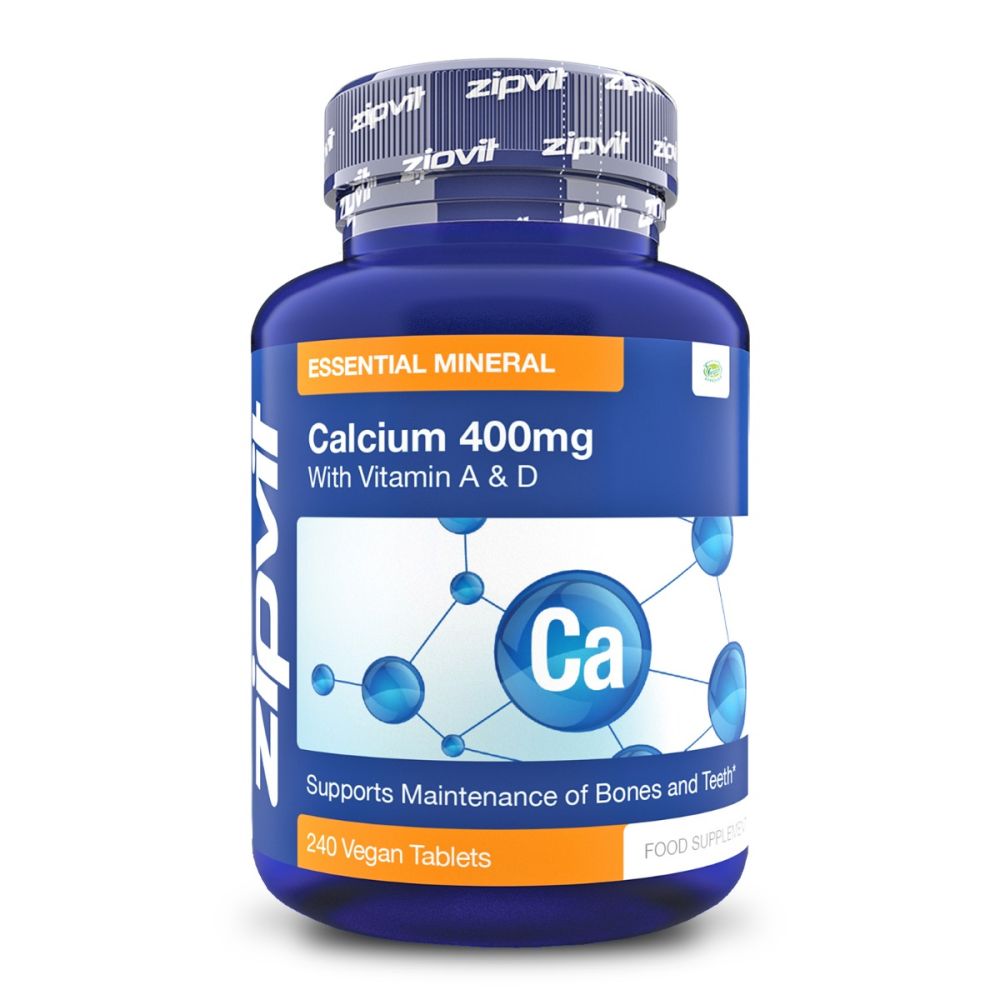 zipvit
zipvit
zipvit
zipvit
zipvit
ESSENTIAL MINERAL
Calcium 400mg
With Vitamin A & D
Ca
Supports Maintenance of Bones and Teeth*
240 Vegan Tablets
FOOD SUPPLEMENT